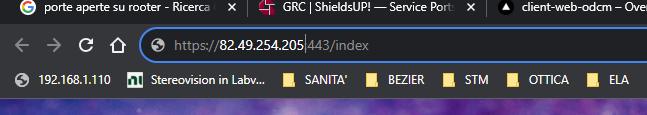 porte aperte su rooter - Ricerca G
GRC | ShieldsUP! — Service Ports
client-web-odcm – Over
https://82.49.254.205:443/index
192.168.1.110 Stereovision in Labv... SANITA' BEZIER STM OTTICA ELA